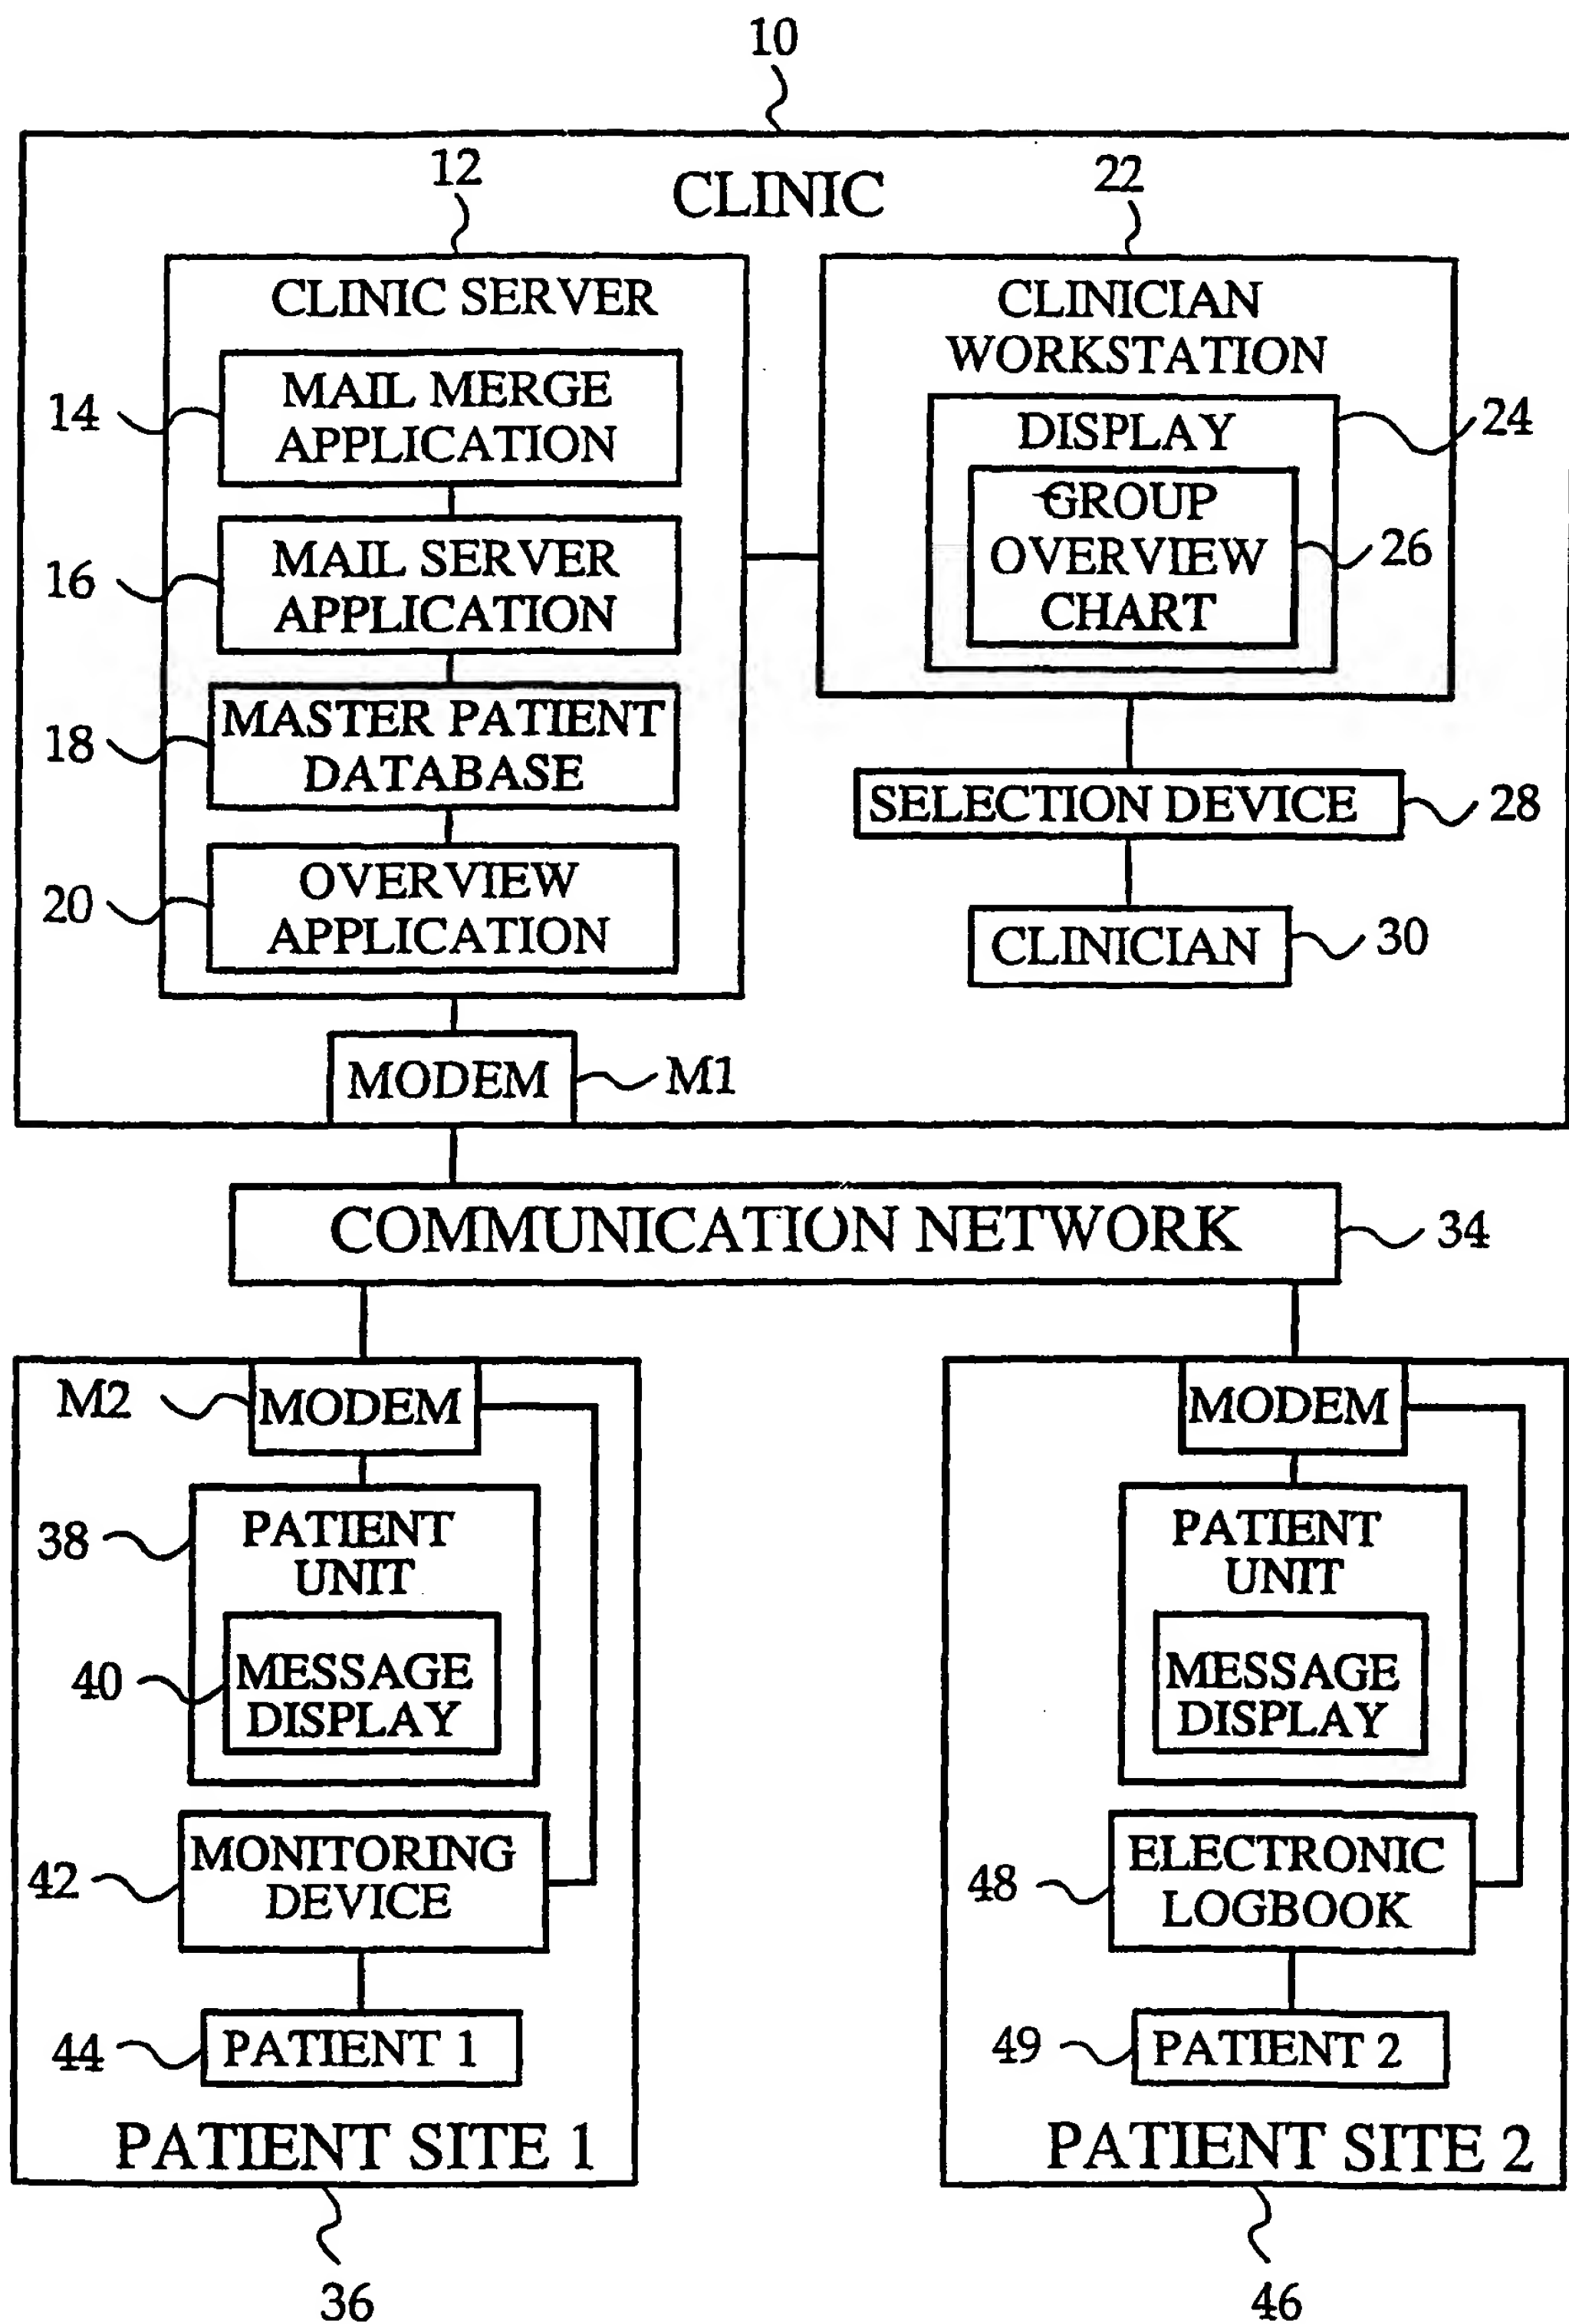 10
12
CLINIC
22
CLINIC SERVER
CLINICIAN
WORKSTATION
14
MAIL MERGE
APPLICATION
DISPLAY
24
GROUP
OVERVIEW
CHART
26
16
MAIL SERVER
APPLICATION
18
MASTER PATIENT
DATABASE
SELECTION DEVICE
28
20
OVERVIEW
APPLICATION
CLINICIAN
30
MODEM
M1
COMMUNICATION NETWORK
34
M2
MODEM
38
PATIENT
UNIT
40
MESSAGE
DISPLAY
42
MONITORING
DEVICE
44
PATIENT 1
PATIENT SITE 1
36
MODEM
PATIENT
UNIT
MESSAGE
DISPLAY
48
ELECTRONIC
LOGBOOK
49
PATIENT 2
PATIENT SITE 2
46